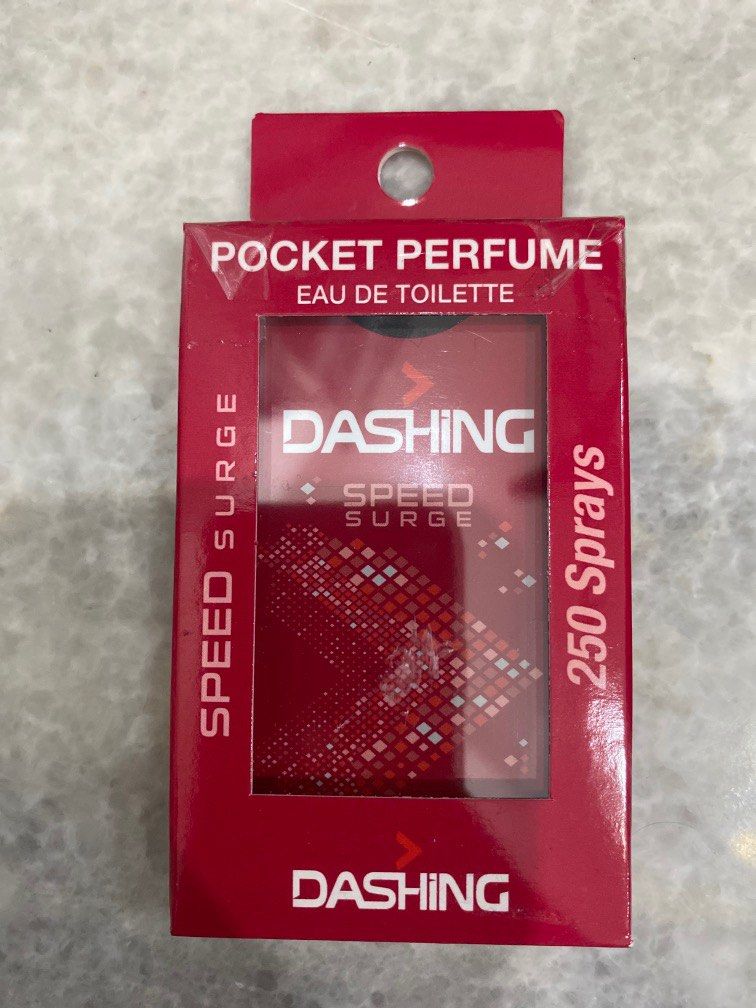 POCKET PERFUME
EAU DE TOILETTE
DASHiNG
SPEED
SURGE
SPEED SURGE
250 Sprays
DASHiNG